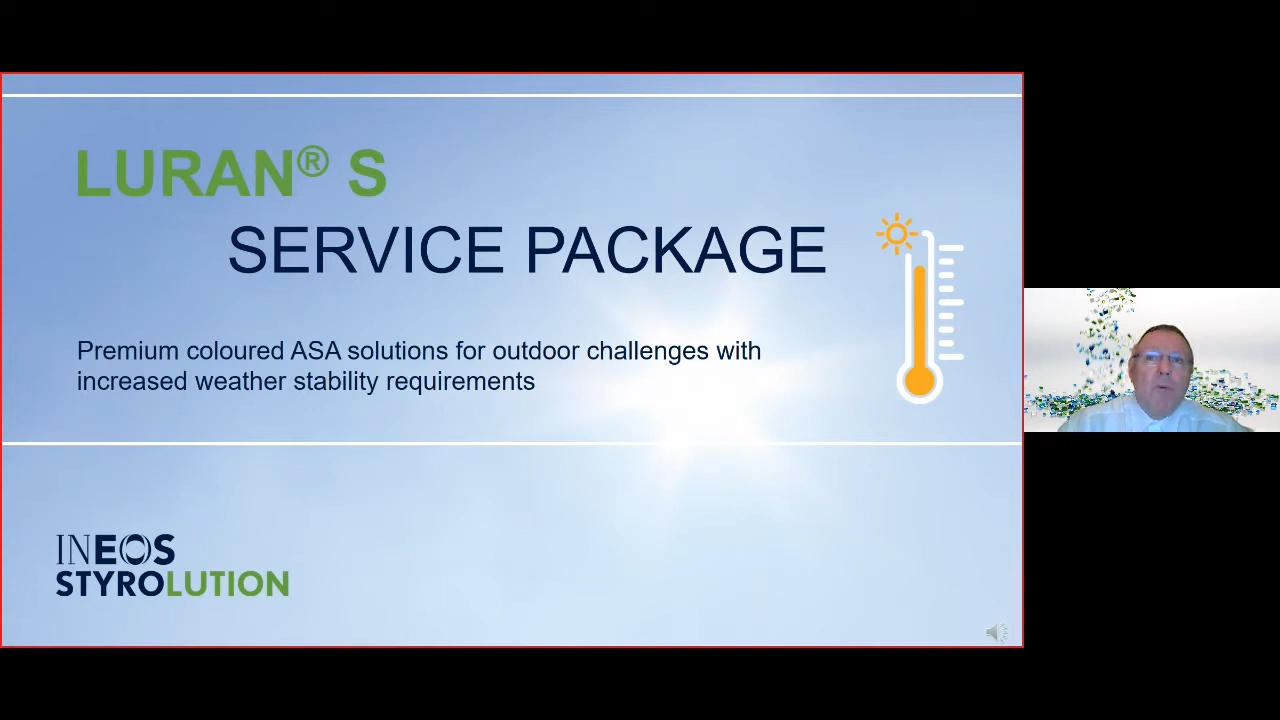 LURAN® S
SERVICE PACKAGE
Premium coloured ASA solutions for outdoor challenges with
increased weather stability requirements
INEOS
STYROLUTION